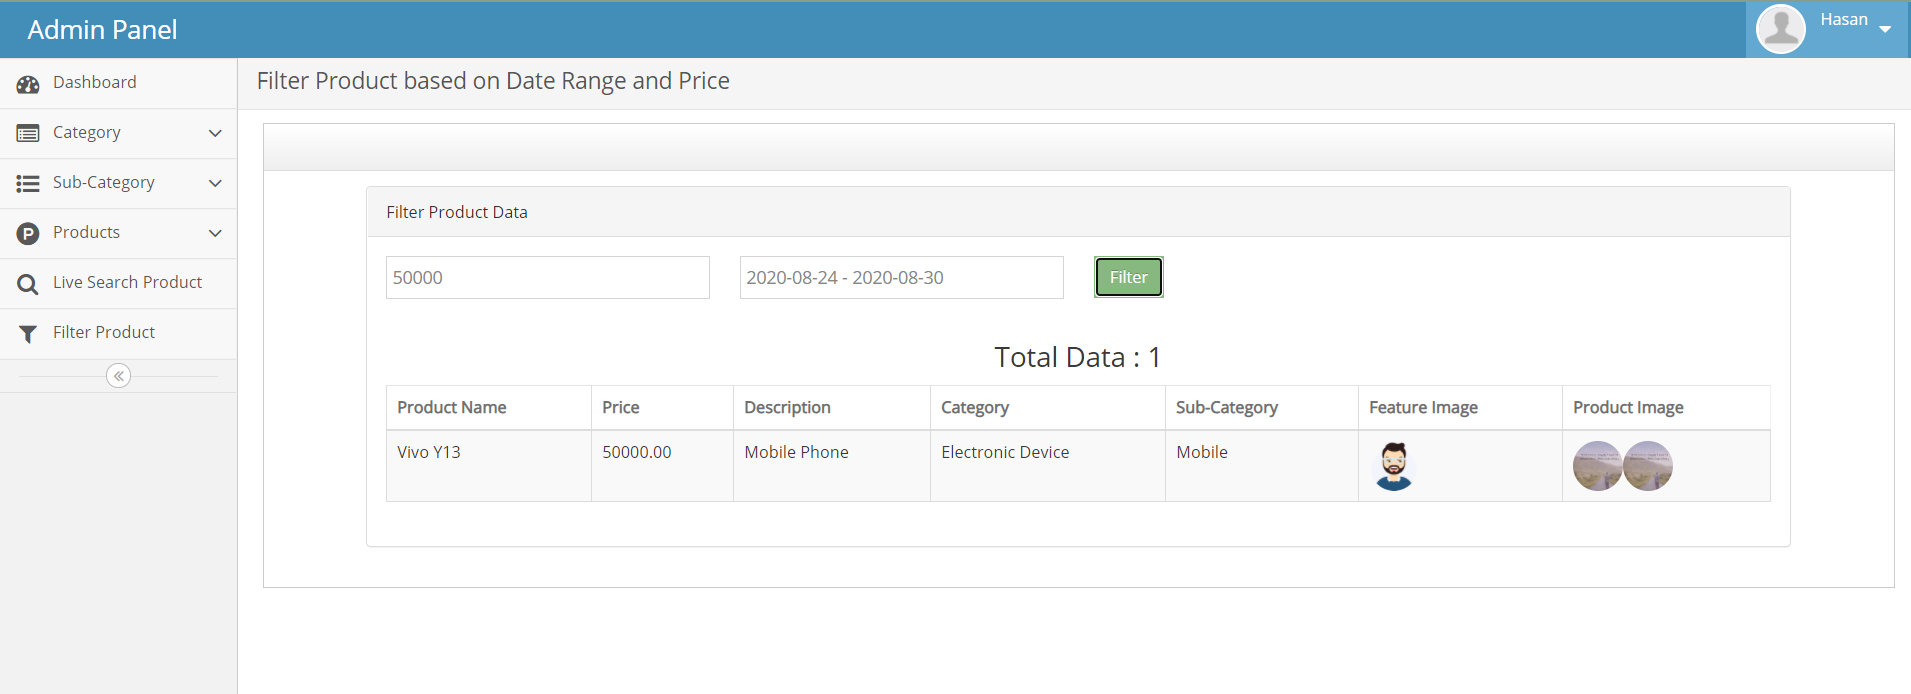 Admin Panel
Hasan
Dashboard
Category
Sub-Category
Products
Live Search Product
Filter Product
Filter Product based on Date Range and Price
Filter Product Data
50000
2020-08-24 - 2020-08-30
Filter
Total Data : 1
Product Name Price Description Category Sub-Category Feature Image Product Image
Vivo Y13 50000.00 Mobile Phone Electronic Device Mobile